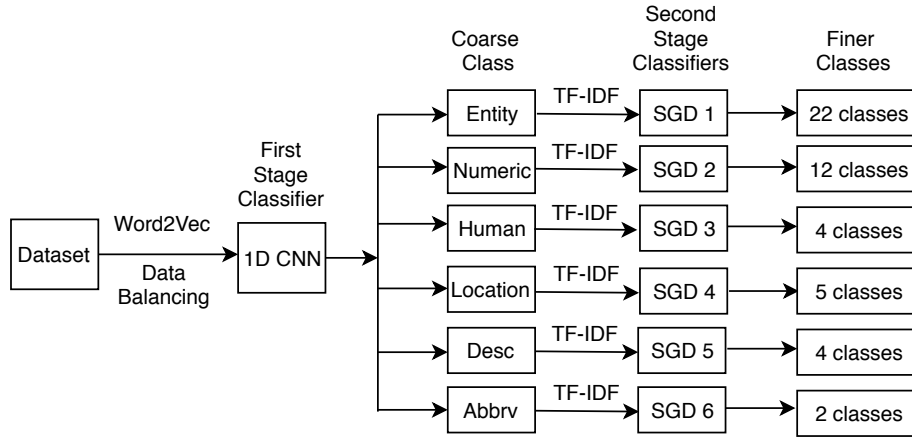 Coarse
Class
Second
Stage
Classifiers
Finer
Classes
Entity
TF-IDF
SGD 1
22 classes
Numeric
TF-IDF
SGD 2
12 classes
First
Stage
Classifier
Human
TF-IDF
SGD 3
4 classes
Dataset
Word2Vec
Data
Balancing
1D CNN
Location
TF-IDF
SGD 4
5 classes
Desc
TF-IDF
SGD 5
4 classes
Abbrv
TF-IDF
SGD 6
2 classes